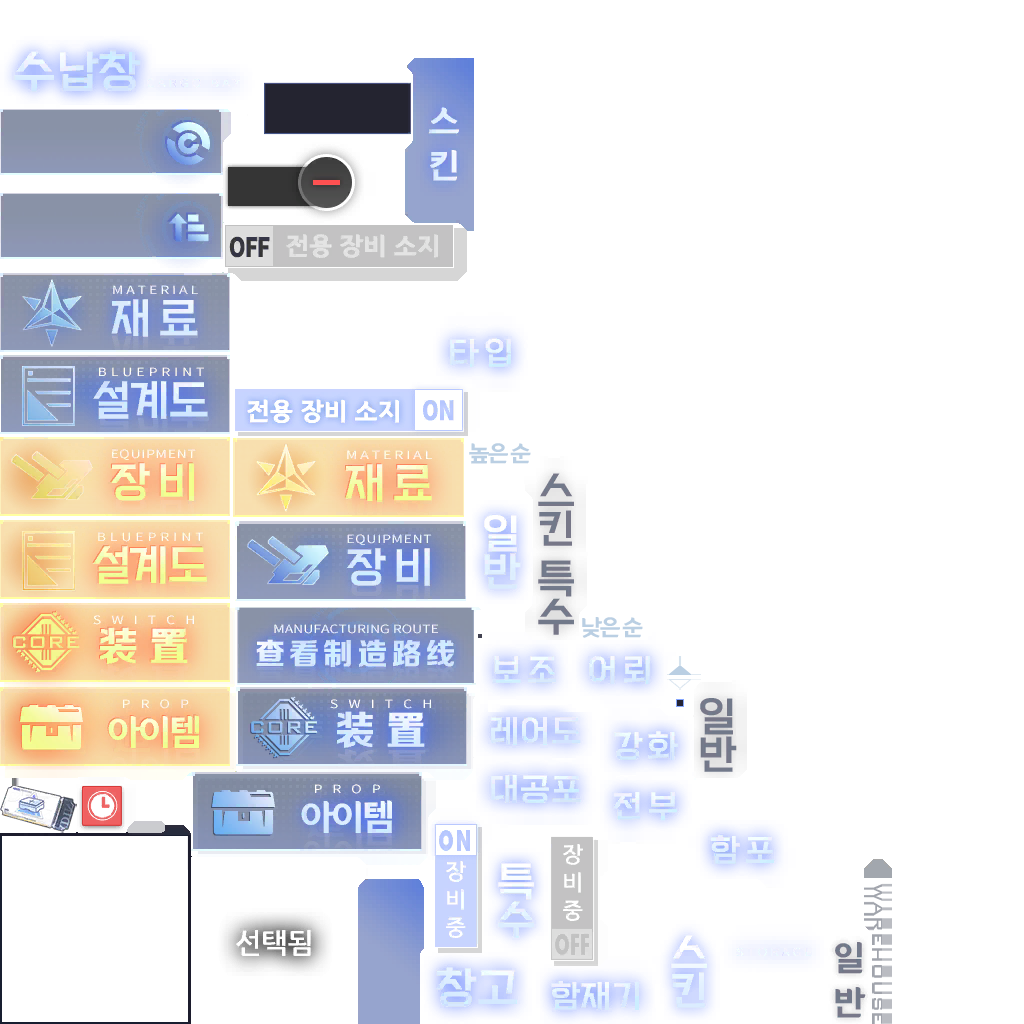 수납창
스킨
OFF 전용 장비 소지
MATERIAL
재료
타입
BLUEPRINT
설계도
전용 장비 소지 ON
EQUIPMENT
장비
MATERIAL
재료
높은순
스킨 특수
일반
BLUEPRINT
설계도
EQUIPMENT
장비
SWITCH
CORE
装置
MANUFACTURING ROUTE
查看制造路线
낮은순
보조
어뢰
PROP
아이템
SWITCH
CORE
装置
레어도
강화
일반
대공포
전부
PROP
아이템
ON
장비중
특수
장비중
OFF
함포
선택됨
창고
함재기
스킨
일반
WAREHOUSE